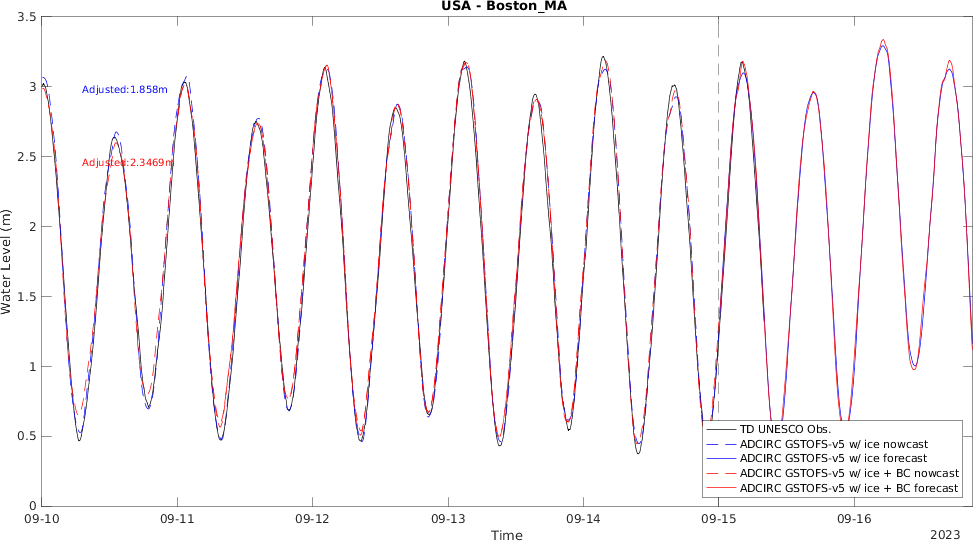 USA - Boston_MA
3.5
3
2.5
2
1.5
1
0.5
0
Water Level (m)
Adjusted:1.858m
Adjusted:2.3469m
TD UNESCO Obs.
ADCIRC GSTOFS-v5 w/ ice nowcast
ADCIRC GSTOFS-v5 w/ ice forecast
ADCIRC GSTOFS-v5 w/ ice + BC nowcast
ADCIRC GSTOFS-v5 w/ ice + BC forecast
09-10 09-11 09-12 09-13 09-14 09-15 09-16
Time
2023